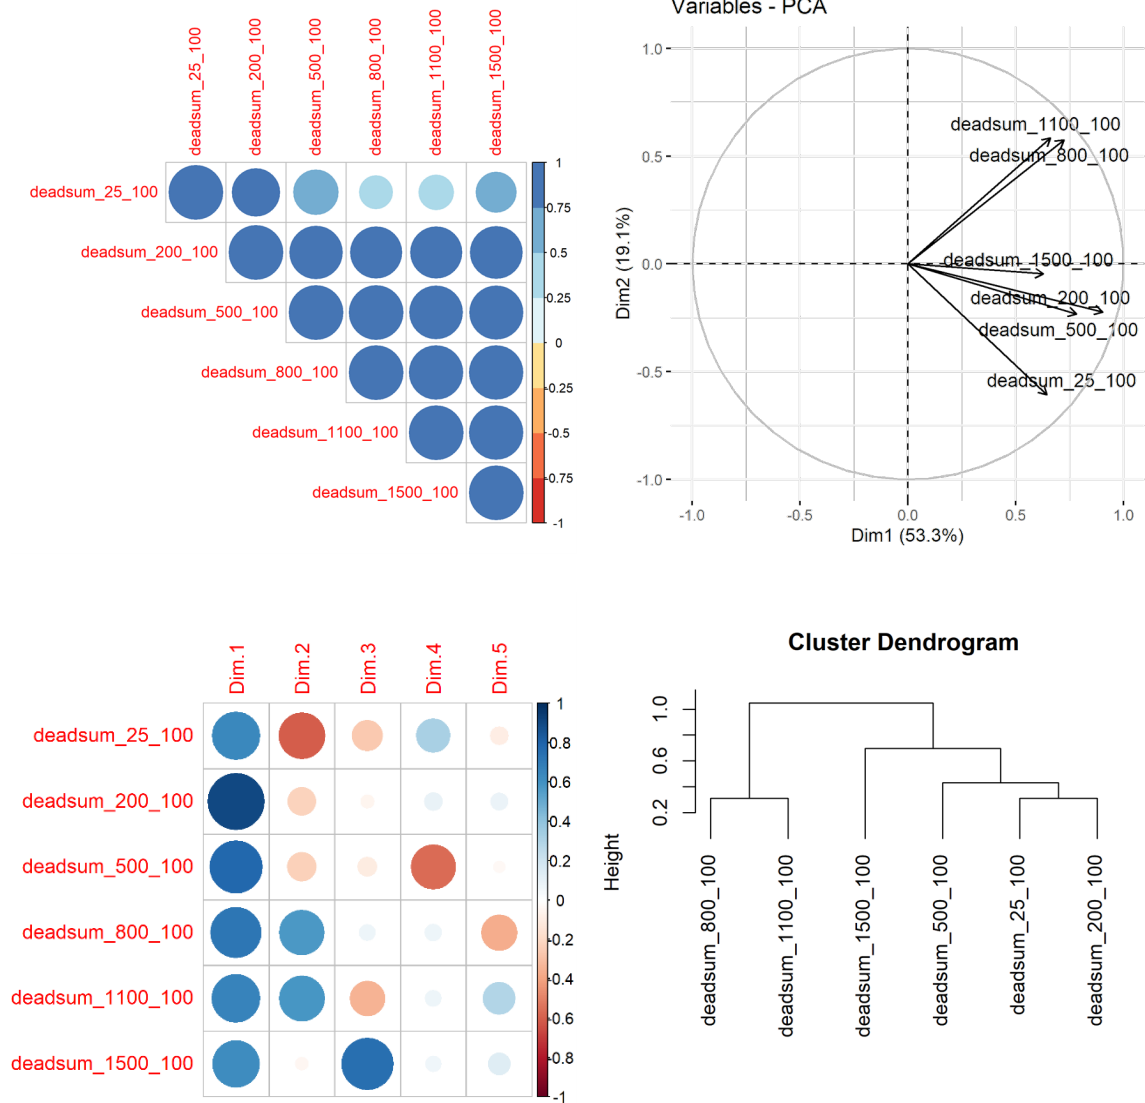 deadsum_25_100
deadsum_200_100
deadsum_500_100
deadsum_800_100
deadsum_1100_100
deadsum_1500_100
deadsum_25_100
deadsum_200_100
deadsum_500_100
deadsum_800_100
deadsum_1100_100
deadsum_1500_100
1
0.75
0.5
0.25
0
-0.25
-0.5
-0.75
-1
Variables - PCA
1.0
0.5
0.0
-0.5
-1.0
Dim2 (19.1%)
deadsum_1100_100
deadsum_800_100
deadsum_1500_100
deadsum_200_100
deadsum_500_100
deadsum_25_100
-1.0 -0.5 0.0 0.5 1.0
Dim1 (53.3%)
Dim.1 Dim.2 Dim.3 Dim.4 Dim.5
deadsum_25_100
deadsum_200_100
deadsum_500_100
deadsum_800_100
deadsum_1100_100
deadsum_1500_100
1
0.8
0.6
0.4
0.2
0
-0.2
-0.4
-0.6
-0.8
-1
Cluster Dendrogram
Height
0.2 0.6 1.0
deadsum_800_100
deadsum_1100_100
deadsum_1500_100
deadsum_500_100
deadsum_25_100
deadsum_200_100